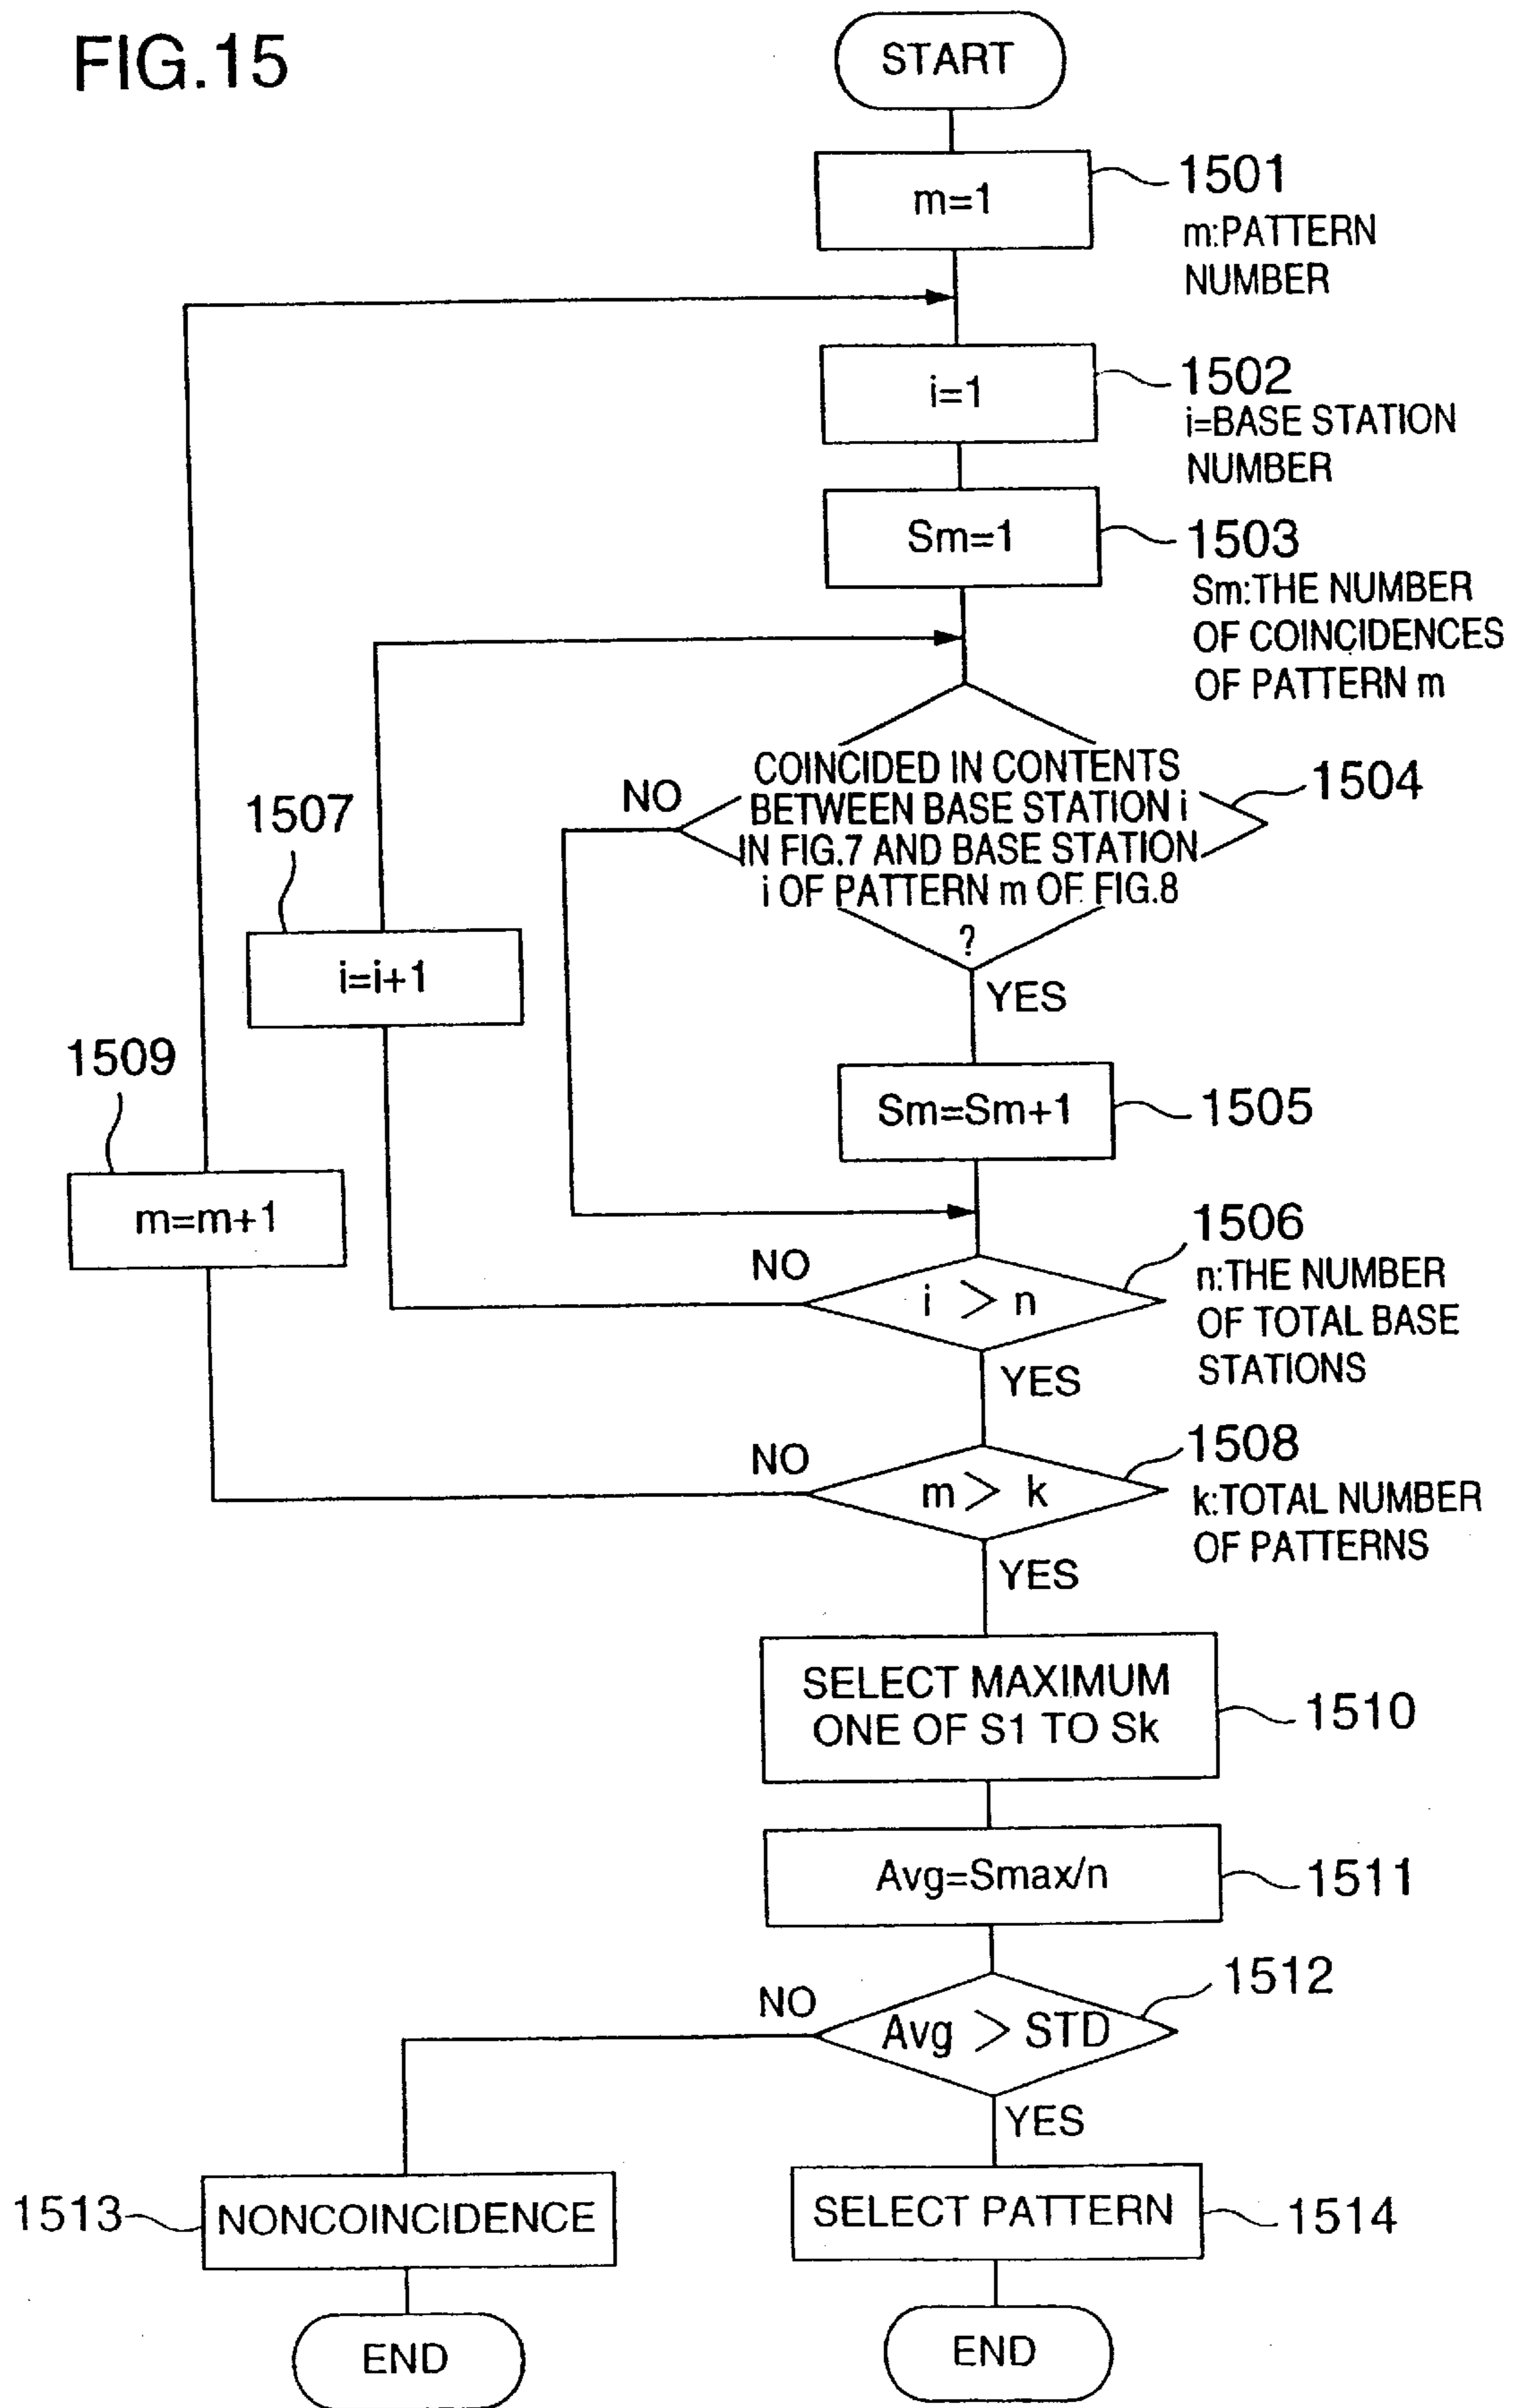 FIG.15
START
m=1
1501
m:PATTERN
NUMBER
i=1
1502
i=BASE STATION
NUMBER
Sm=1
1503
Sm:THE NUMBER
OF COINCIDENCES
OF PATTERN m
COINCIDED IN CONTENTS
BETWEEN BASE STATION i
IN FIG.7 AND BASE STATION
i OF PATTERN m OF FIG.8
?
1504
NO
YES
1507
i=i+1
1509
m=m+1
Sm=Sm+1
1505
1506
n:THE NUMBER
OF TOTAL BASE
STATIONS
NO
i > n
YES
1508
k:TOTAL NUMBER
OF PATTERNS
NO
m > k
YES
SELECT MAXIMUM
ONE OF S1 TO Sk
1510
Avg=Smax/n
1511
1512
NO
Avg > STD
YES
1513
NONCOINCIDENCE
SELECT PATTERN
1514
END
END